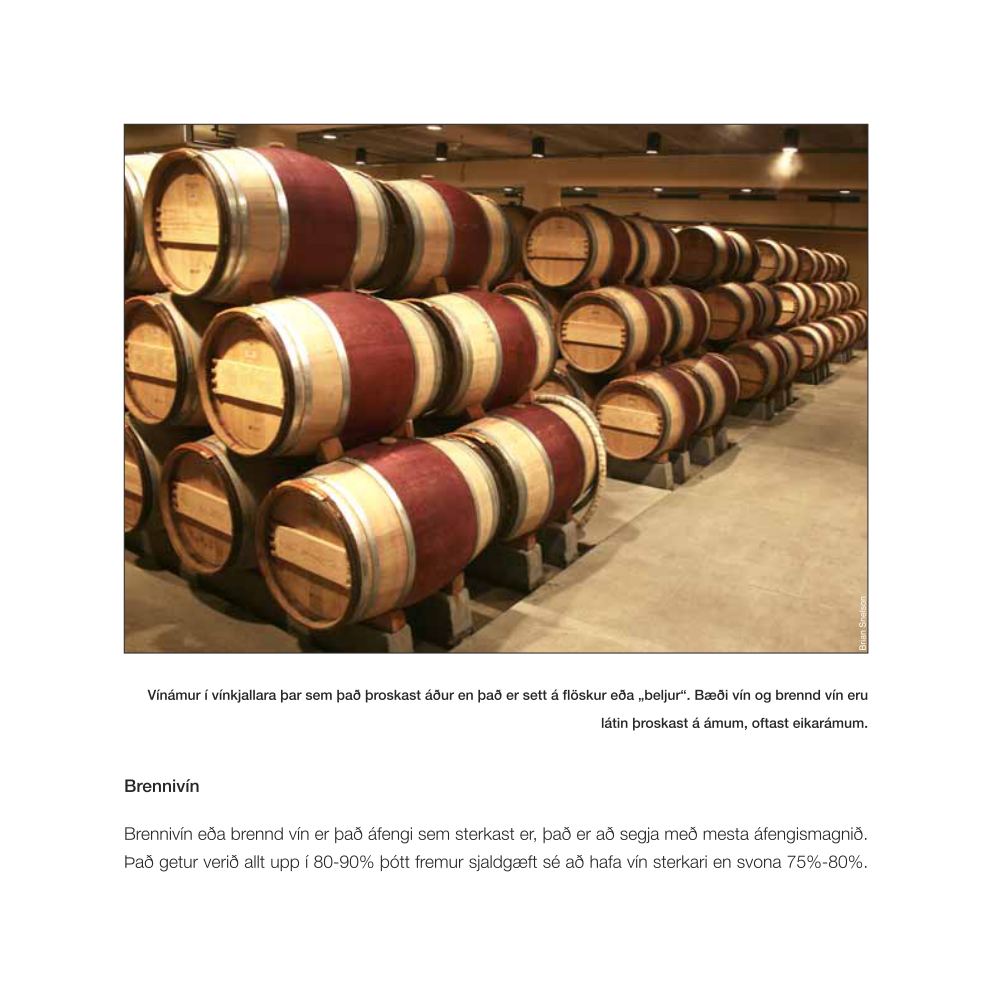 Brian Snelson
Vínámur í vínkjallara þar sem það þroskast áður en það er sett á flöskur eða „beljur“. Bæði vín og brennd vín eru
látin þroskast á ámum, oftast eikarámum.
Brennivín
Brennivín eða brennd vín er það áfengi sem sterkast er, það er að segja með mesta áfengismagnið.
Það getur verið allt upp í 80-90% þótt fremur sjaldgæft sé að hafa vín sterkari en svona 75%-80%.